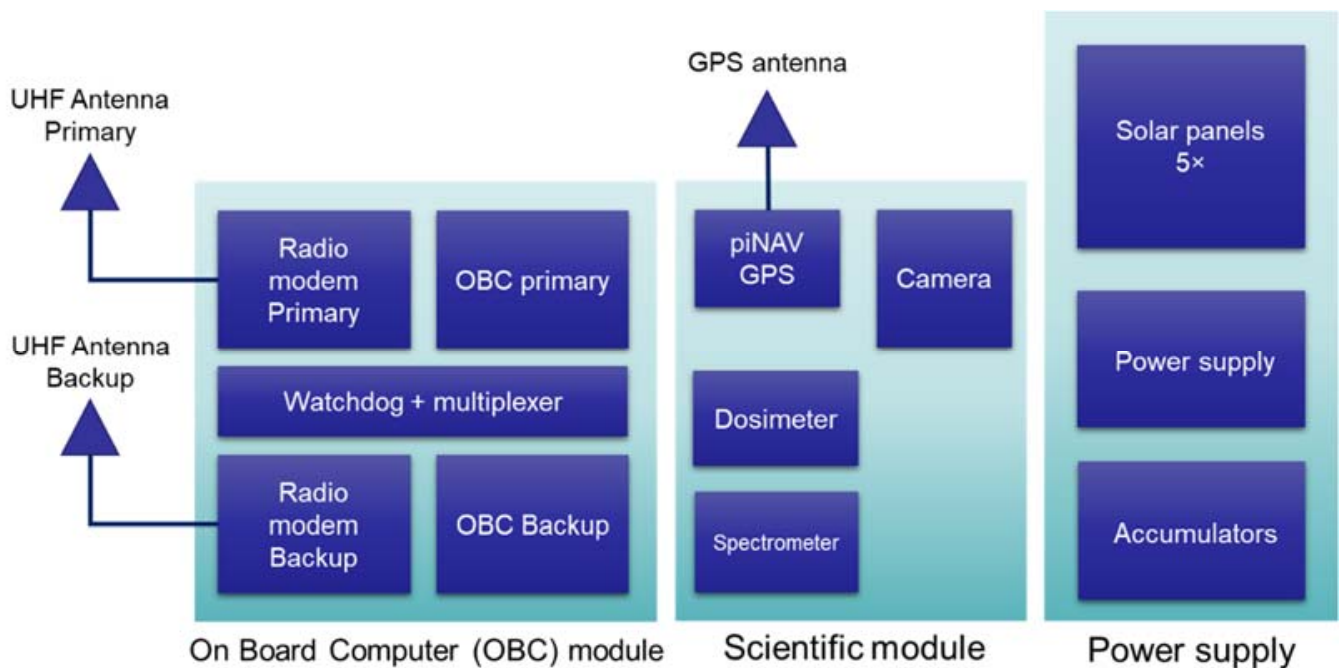 UHF Antenna
Primary
Radio
modem
Primary
OBC primary
UHF Antenna
Backup
Watchdog + multiplexer
Radio
modem
Backup
OBC Backup
On Board Computer (OBC) module
GPS antenna
piNAV
GPS
Camera
Dosimeter
Spectrometer
Scientific module
Solar panels
5×
Power supply
Accumulators
Power supply